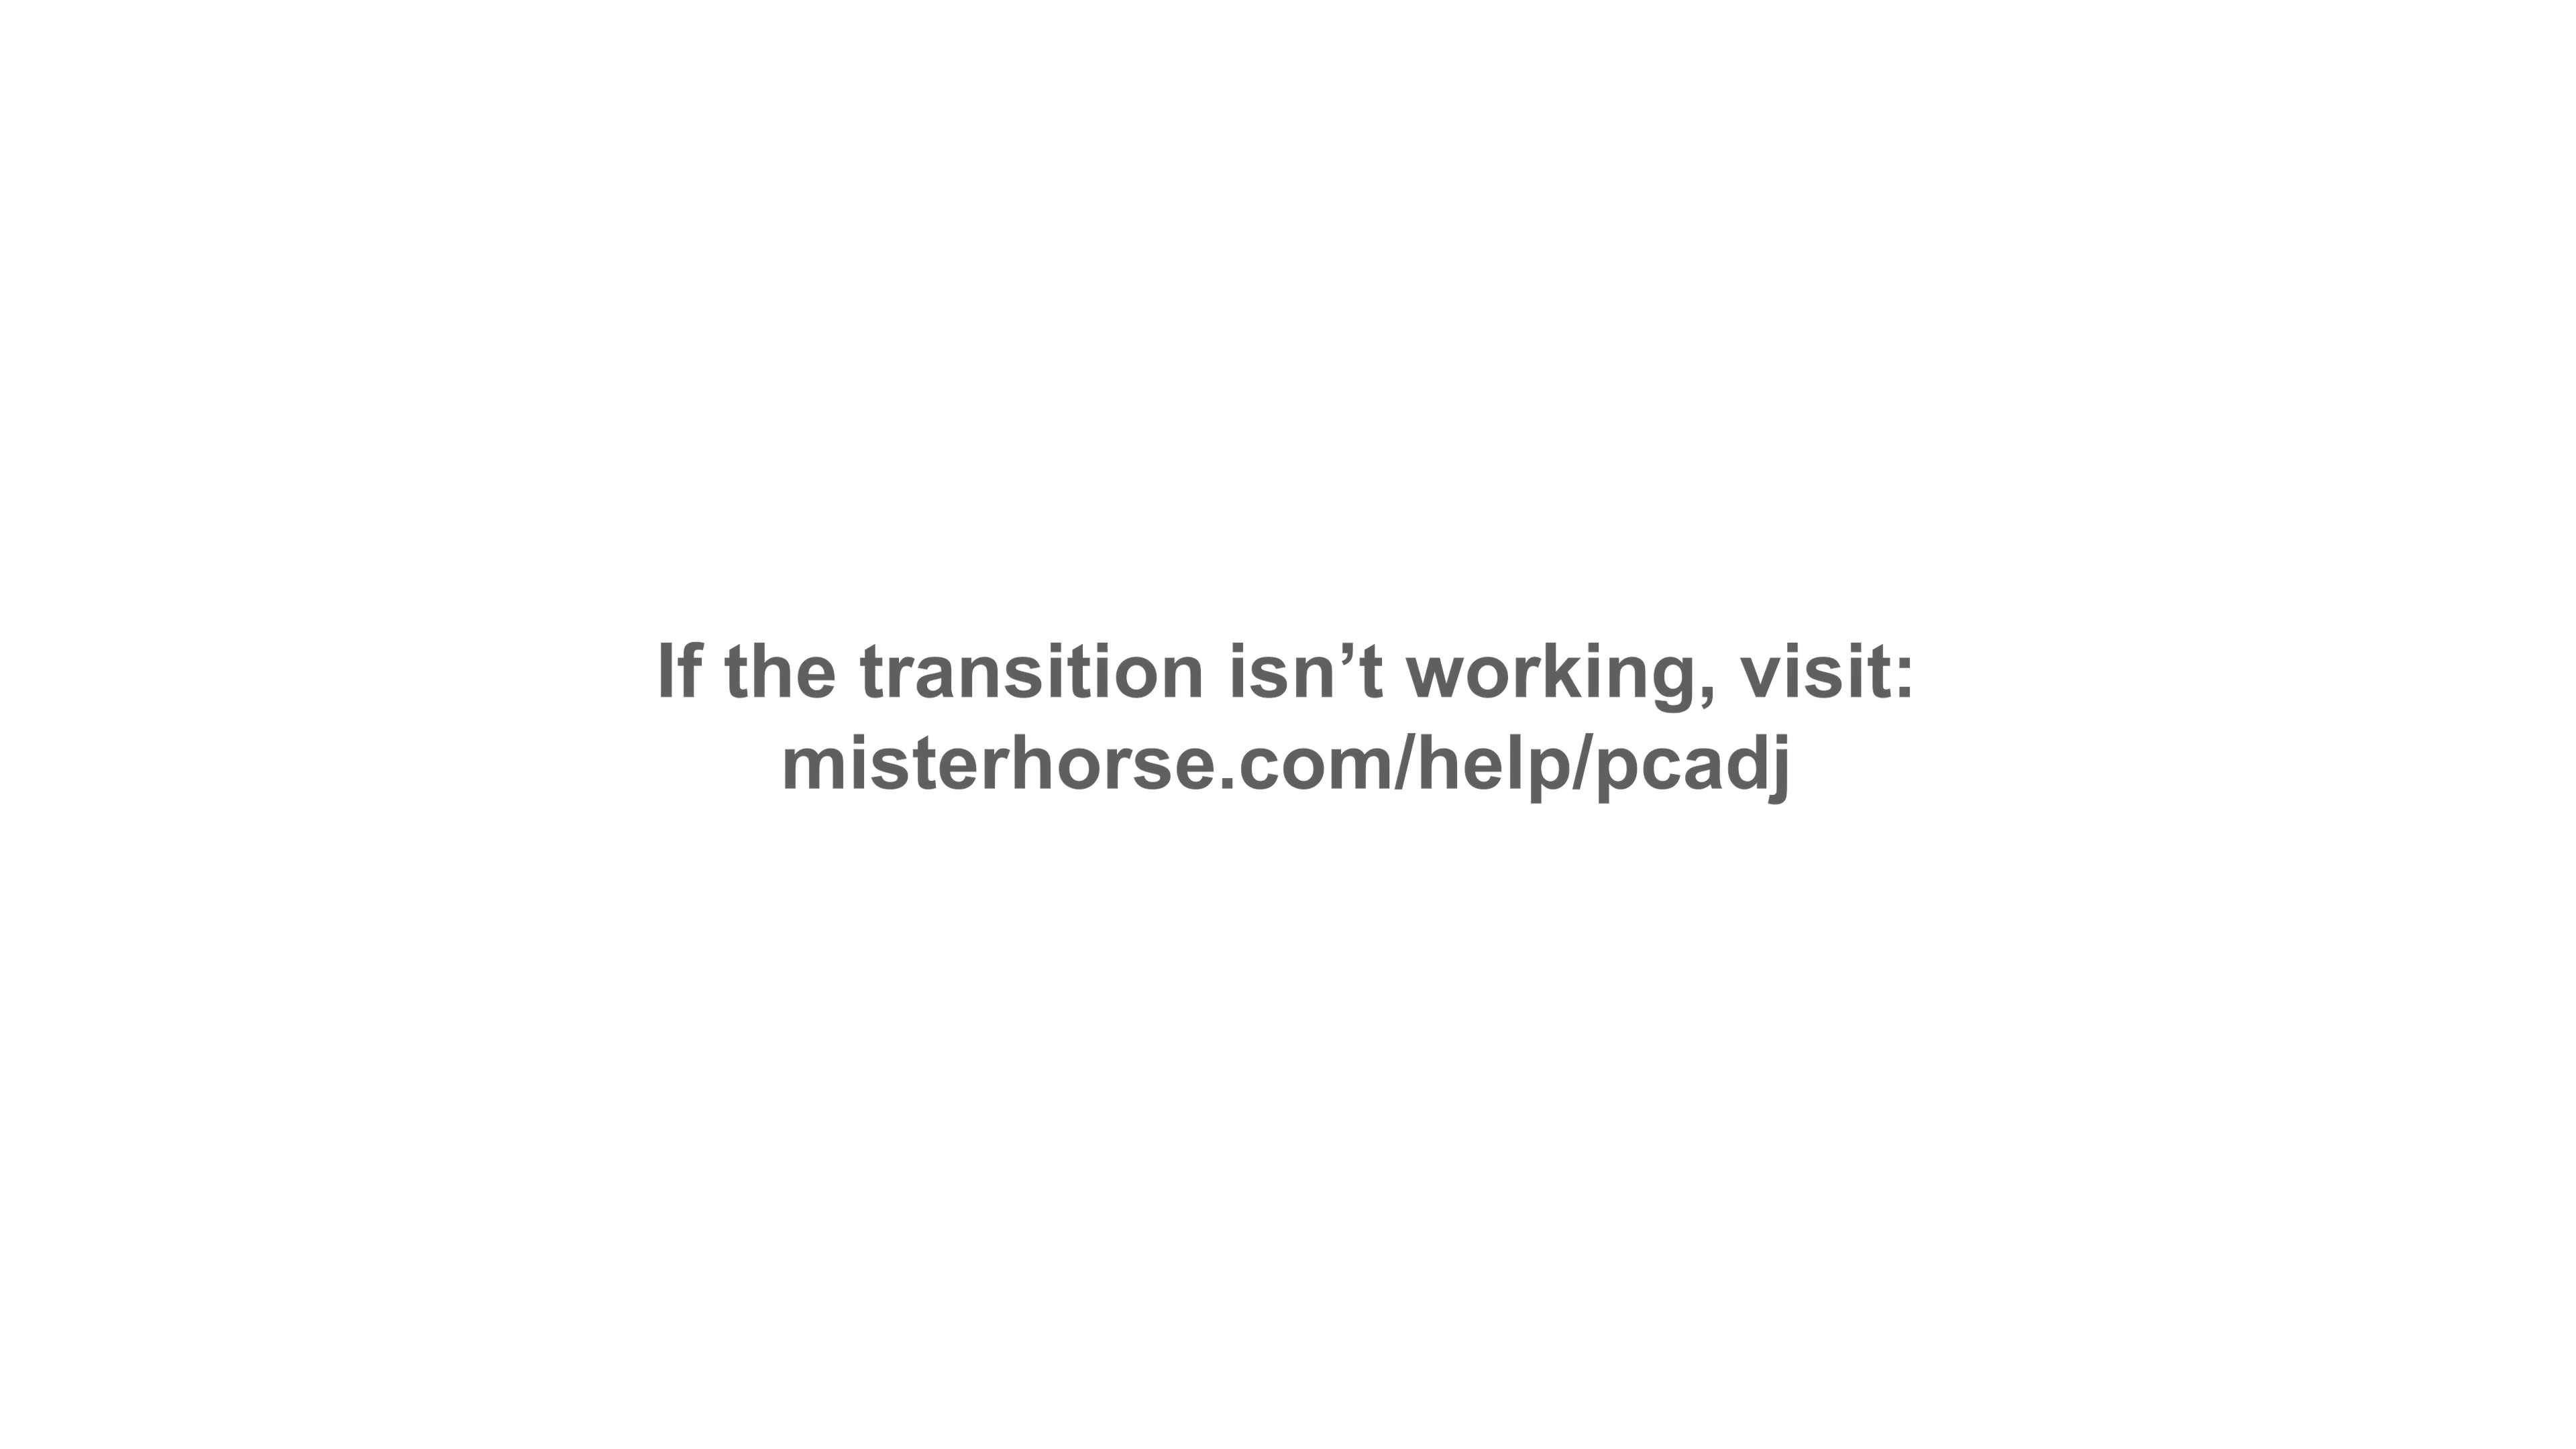 If the transition isn’t working, visit:
misterhorse.com/help/pcadj